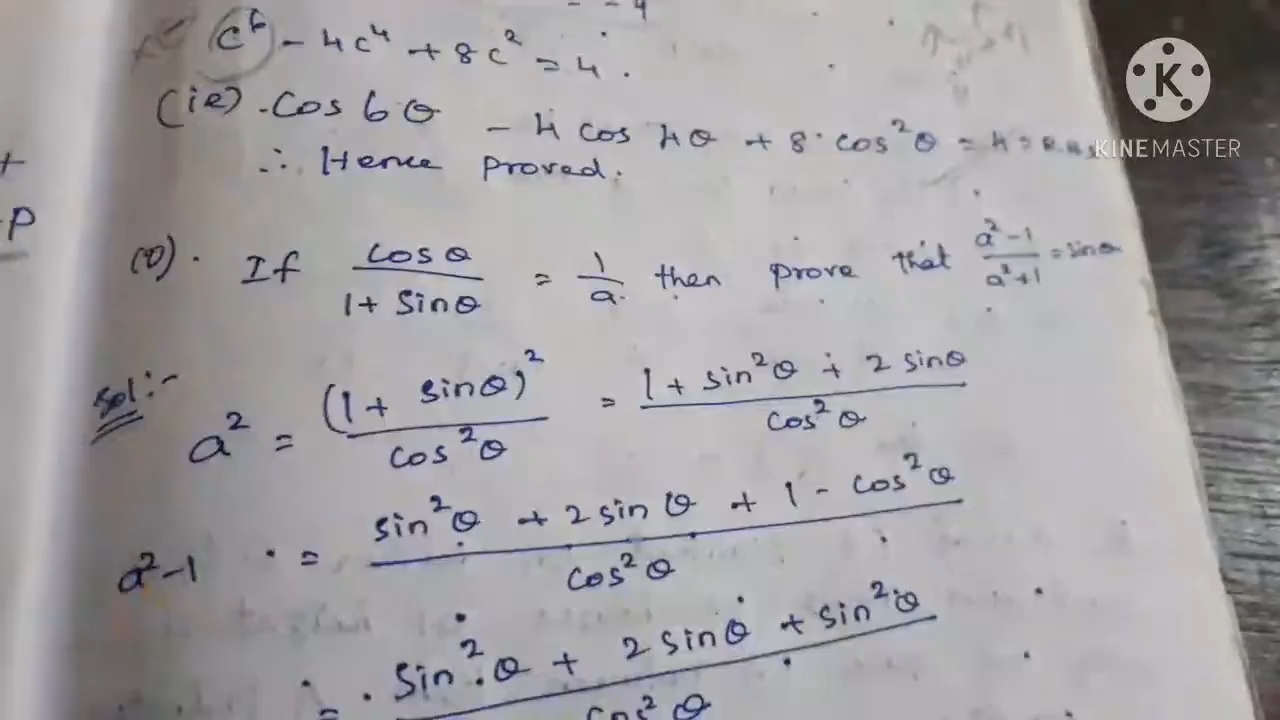 c⁶ - 4c⁴ + 8c² = 4.
(ie) . Cos 6θ - 4 cos 4θ + 8 · cos²θ = 4 =
∴ Hence proved.
+
P
(v). If cosθ / 1 + sinθ = 1/a. then prove that a²-1 / a²+1 = sinθ
Sol:-
a² = (1 + sinθ)² / cos²θ = 1 + sin²θ + 2 sinθ / cos²θ
a²-1 = sin²θ + 2 sinθ + 1 - cos²θ / cos²θ
= sin²θ + 2 sinθ + sin²θ / cos²θ
K
KINEMASTER